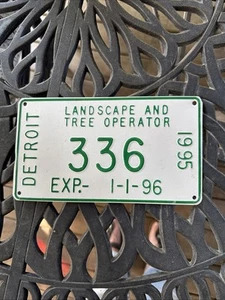 LANDSCAPE AND
TREE OPERATOR
DETROIT
336
1995
EXP.- 1-1-96